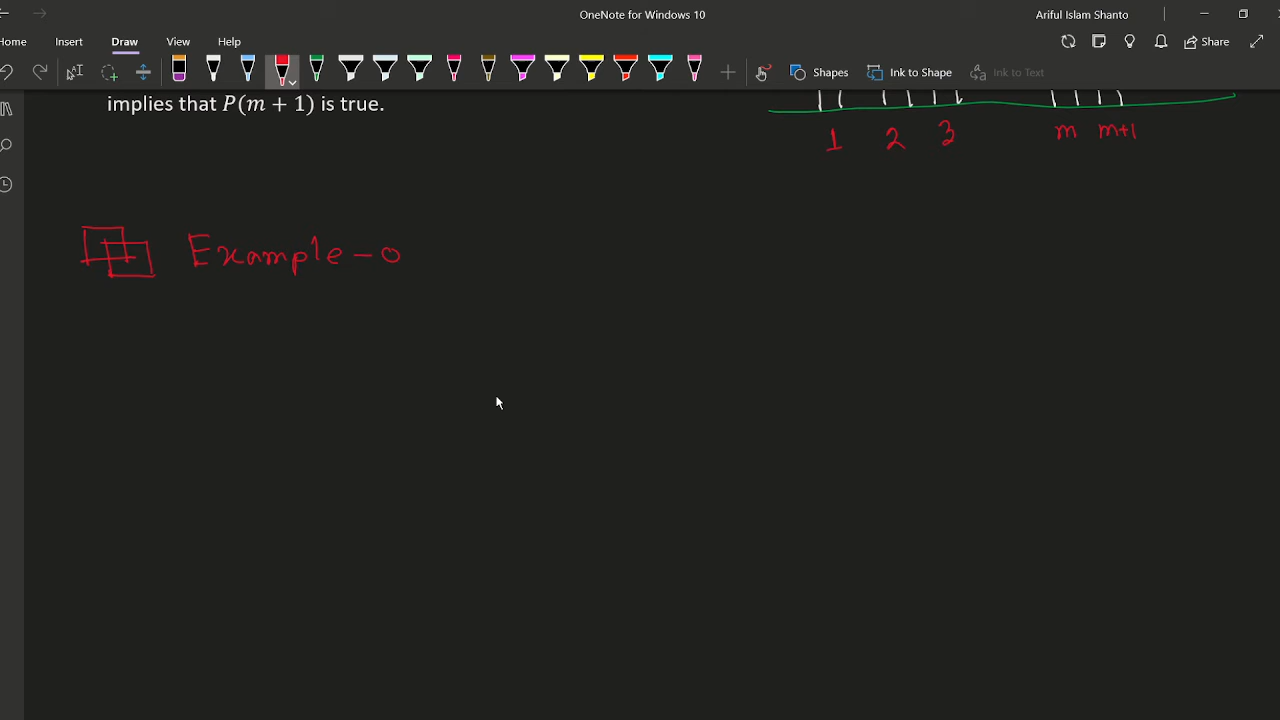 OneNote for Windows 10
Ariful Islam Shanto
Home Insert Draw View Help
Share
Shapes
Ink to Shape
Ink to Text
implies that P(m + 1) is true.
1 2 3 m m+1
Example-0